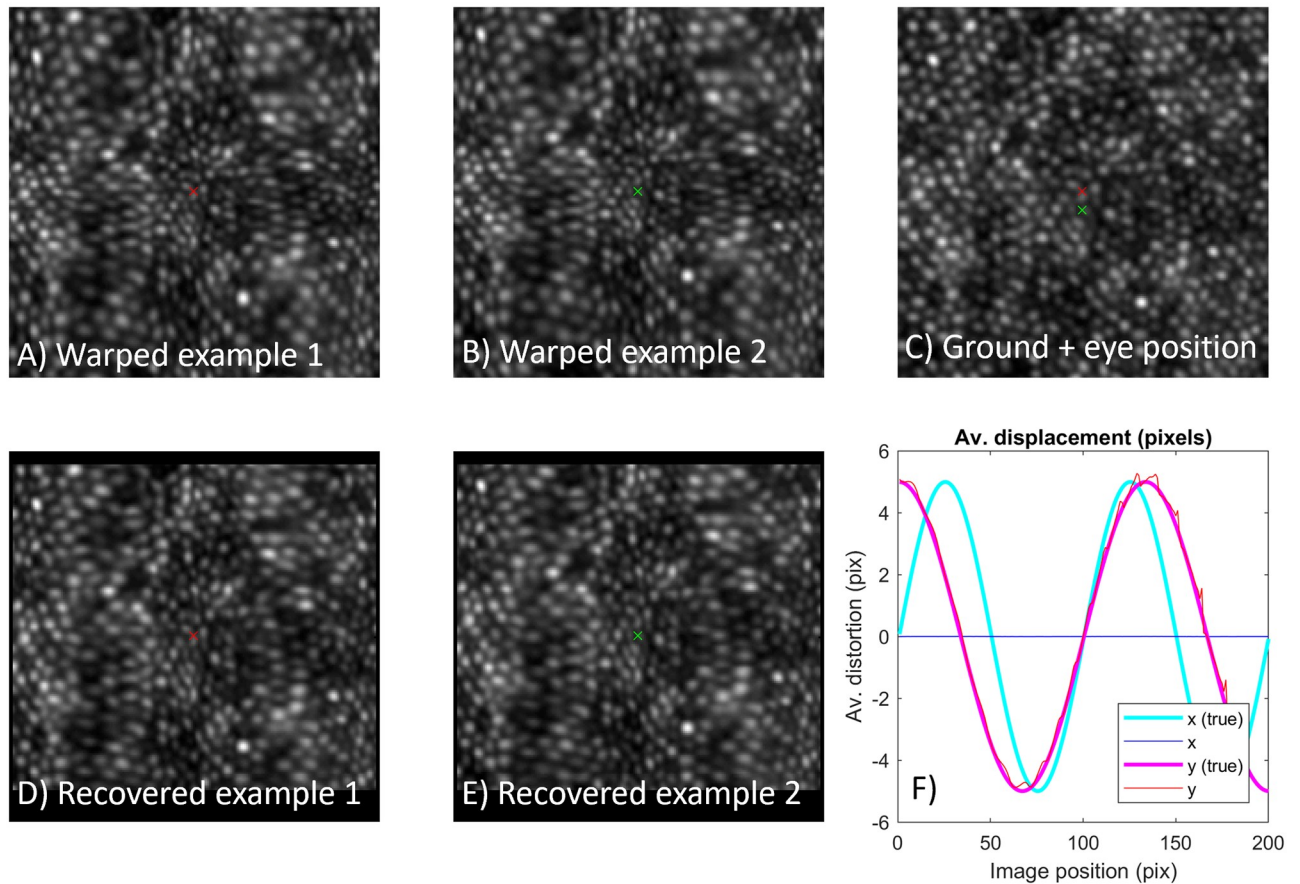 A) Warped example 1
B) Warped example 2
C) Ground + eye position
D) Recovered example 1
E) Recovered example 2
Av. displacement (pixels)
Av. distortion (pix)
6
4
2
0
-2
-4
-6
x (true)
x
y (true)
y
F)
0
50
100
150
200
Image position (pix)